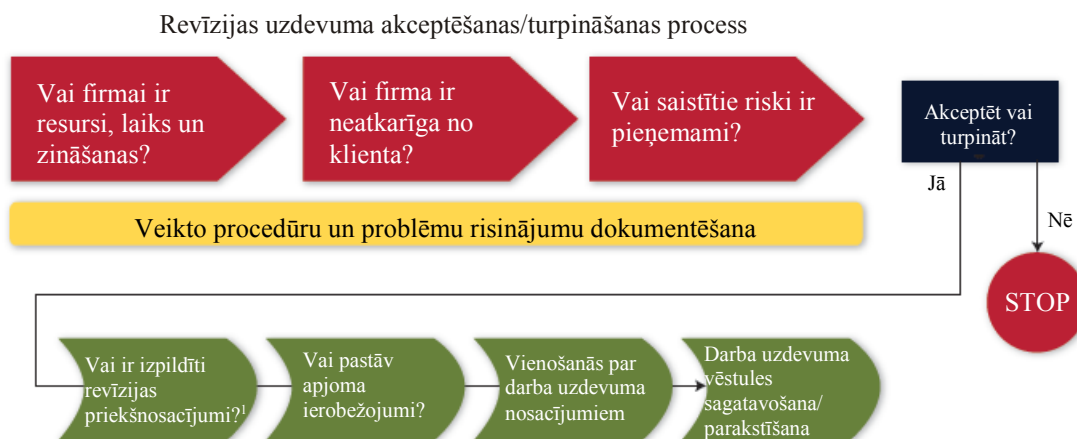 Revīzijas uzdevuma akceptēšanas/turpināšanas process
Vai firmai ir
resursi, laiks un
zināšanas?
Vai firma ir
neatkarīga no
klienta?
Vai saistītie riski ir
pieņemami?
Akceptēt vai
turpināt?
Jā
Nē
Veikto procedūru un problēmu risinājumu dokumentēšana
STOP
Vai ir izpildīti
revīzijas
priekšnosacījumi?¹
Vai pastāv
apjoma
ierobežojumi?
Vienošanās par
darba uzdevuma
nosacījumiem
Darba uzdevuma
vēstules
sagatavošana/
parakstīšana